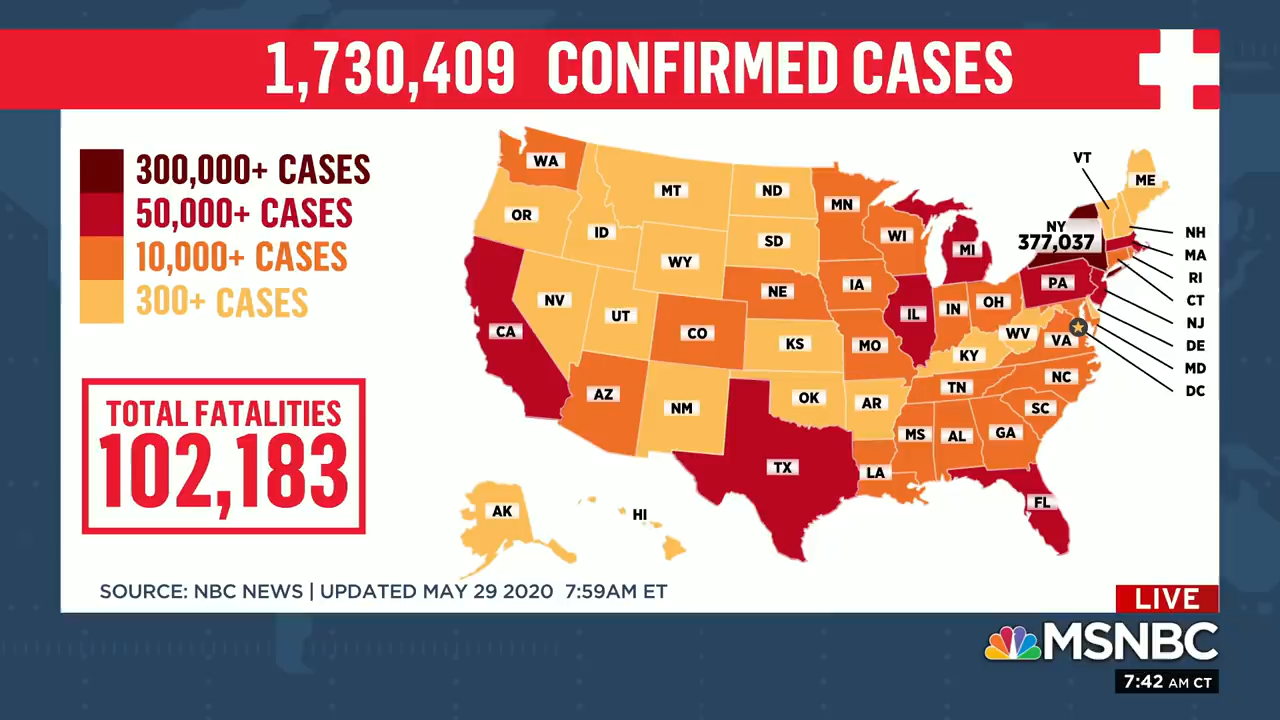 1,730,409 CONFIRMED CASES
300,000+ CASES
50,000+ CASES
10,000+ CASES
300+ CASES
TOTAL FATALITIES
102,183
WA
MT
ND
MN
VT
ME
OR
ID
SD
WI
MI
NY
377,037
NH
MA
RI
CT
NJ
DE
MD
DC
WY
NV
UT
CO
NE
IA
IL
IN
OH
PA
CA
KS
MO
KY
WV
VA
AZ
NM
OK
AR
TN
NC
SC
MS
AL
GA
TX
LA
FL
AK
HI
SOURCE: NBC NEWS | UPDATED MAY 29 2020 7:59AM ET
LIVE
MSNBC
7:42 AM CT